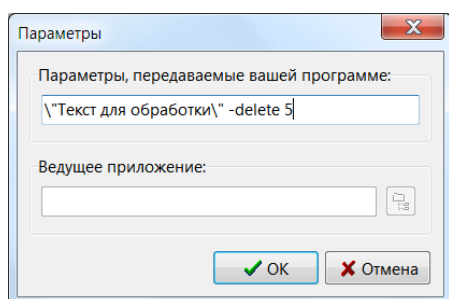 Параметры
Параметры, передаваемые вашей программе:
\"Текст для обработки\" -delete 5
Ведущее приложение:
OK
Отмена